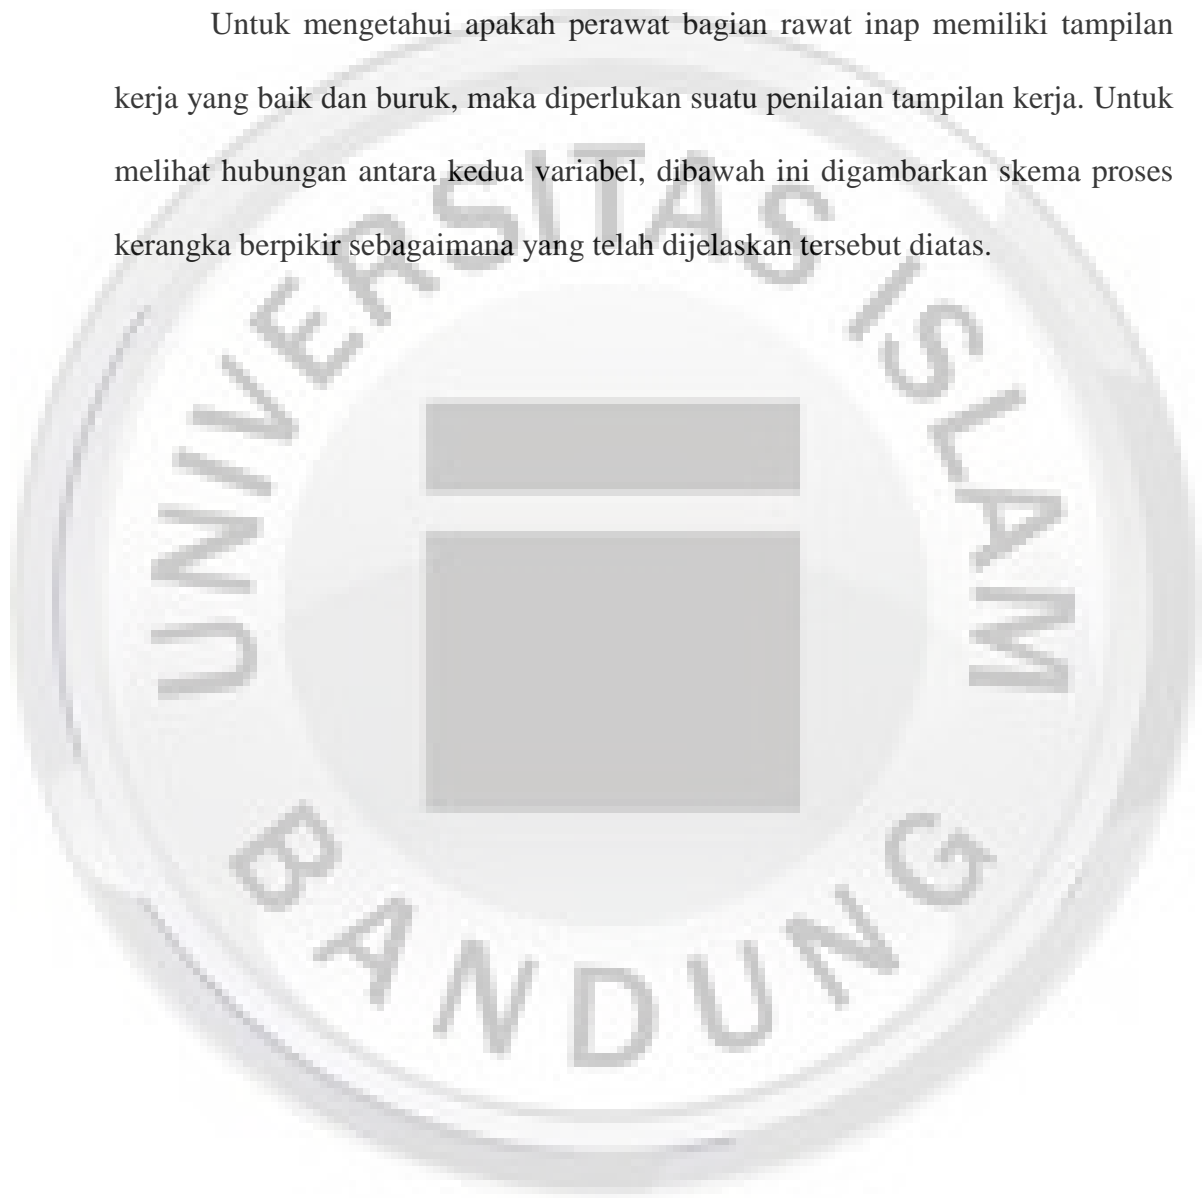 Untuk mengetahui apakah perawat bagian rawat inap memiliki tampilan
kerja yang baik dan buruk, maka diperlukan suatu penilaian tampilan kerja. Untuk
melihat hubungan antara kedua variabel, dibawah ini digambarkan skema proses
kerangka berpikir sebagaimana yang telah dijelaskan tersebut diatas.
UNIVERSITAS ISLAM
BANDUNG